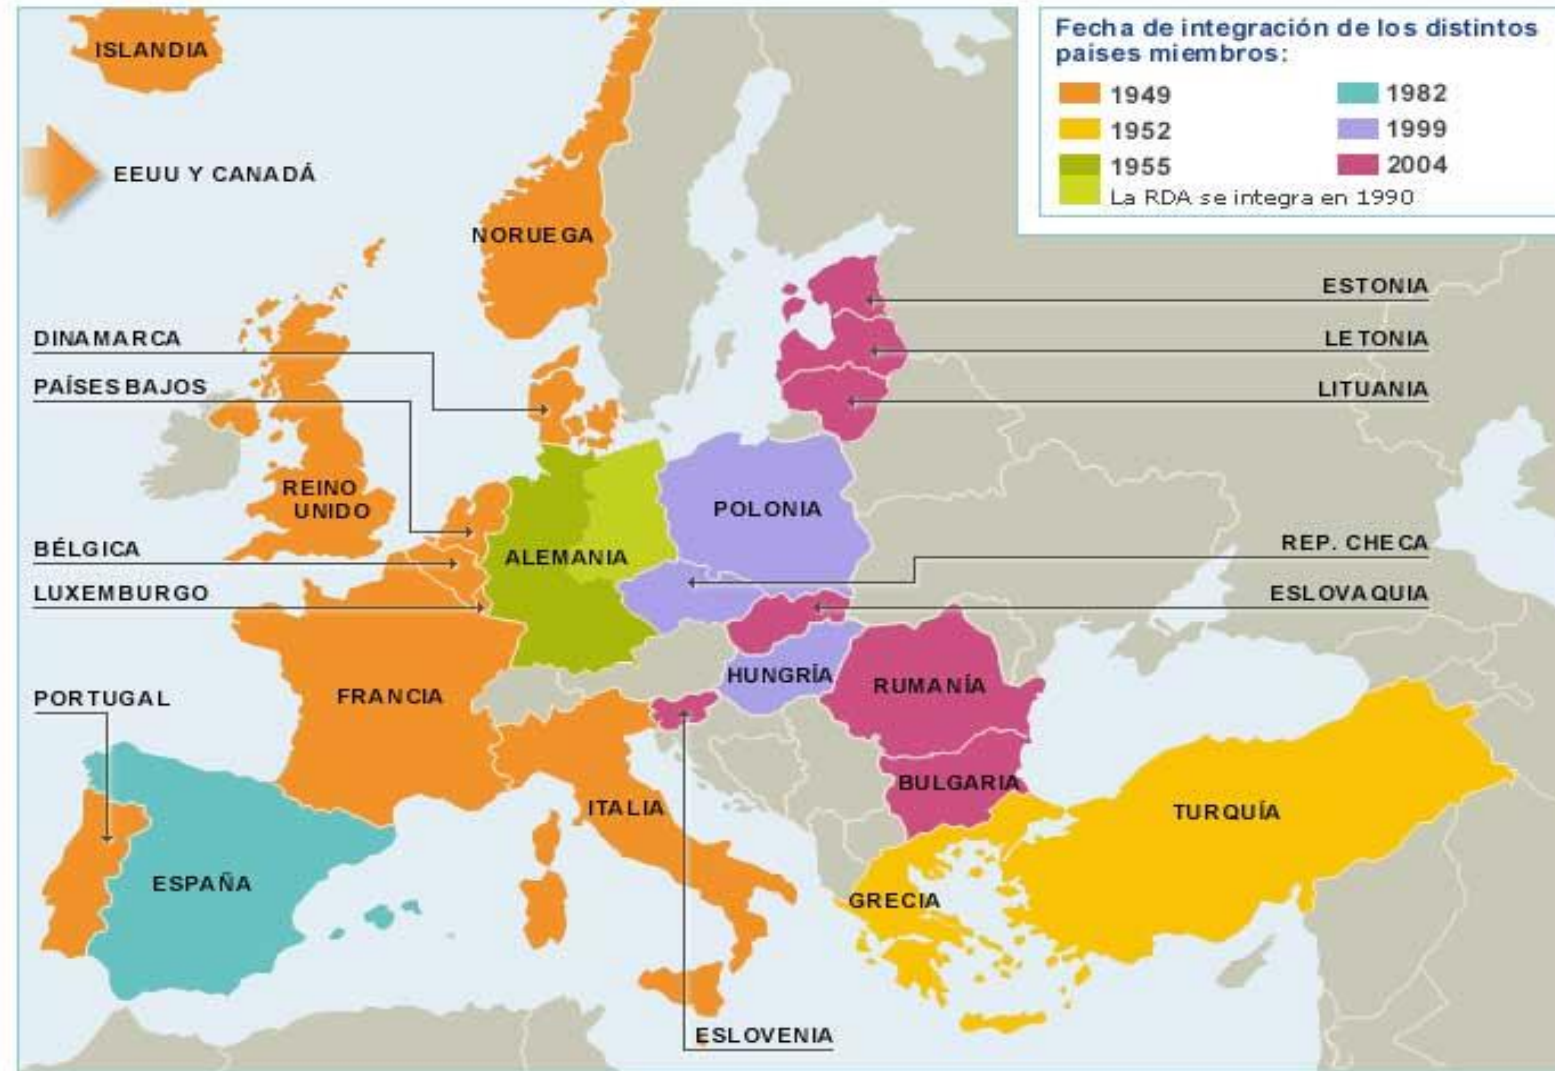 Fecha de integración de los distintos
países miembros:
1949
1952
1955
La RDA se integra en 1990
1982
1999
2004
ISLANDIA
EEUU Y CANADÁ
NORUEGA
DINAMARCA
PAÍSES BAJOS
REINO
UNIDO
BÉLGICA
LUXEMBURGO
ALEMANIA
POLONIA
ESTONIA
LETONIA
LITUANIA
REP. CHECA
ESLOVAQUIA
HUNGRÍA
RUMANÍA
FRANCIA
PORTUGAL
BULGARIA
ITALIA
TURQUÍA
ESPAÑA
GRECIA
ESLOVENIA